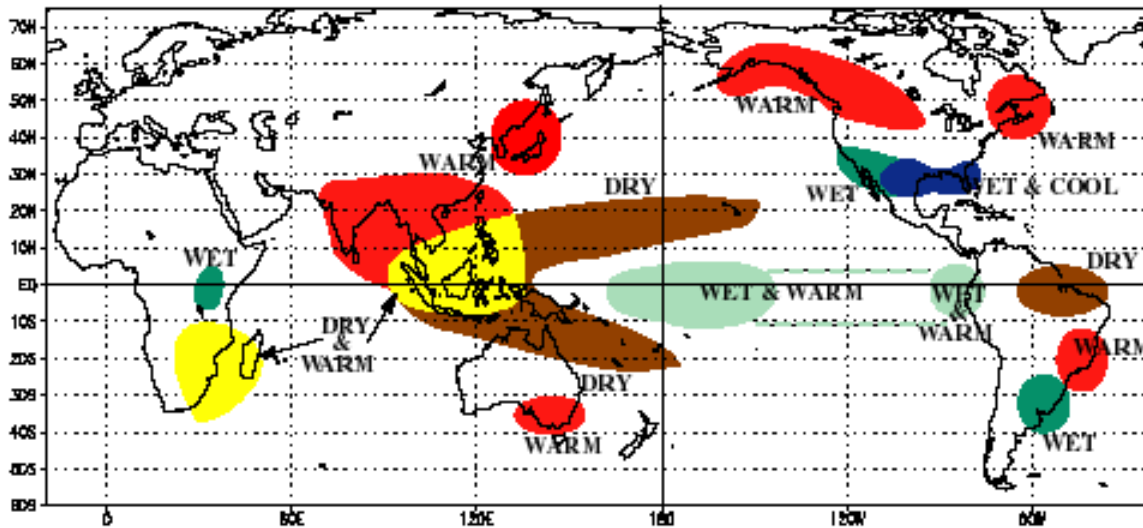 70N
60N
WARM
50N
WARM
40N
WARM
30N
DRY
WET
WET & COOL
20N
10N
WET
DRY
EQ
WET & WARM
WET
&
WARM
10S
DRY
&
WARM
20S
WARM
DRY
30S
40S
WARM
WET
50S
60S
0
60E
120E
180
120W
60W